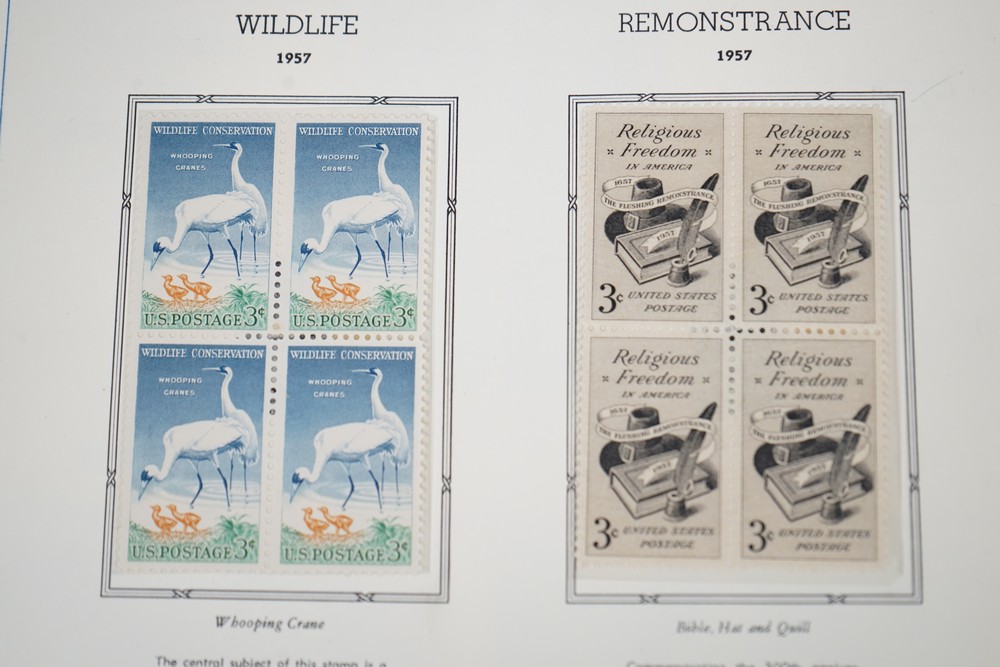 WILDLIFE
1957
WILDLIFE CONSERVATION
WHOOPING
CRANES
U.S. POSTAGE 3¢
WILDLIFE CONSERVATION
WHOOPING
CRANES
U.S. POSTAGE 3¢
WILDLIFE CONSERVATION
WHOOPING
CRANES
U.S. POSTAGE 3¢
WILDLIFE CONSERVATION
WHOOPING
CRANES
U.S. POSTAGE 3¢
Whooping Crane
The central subject of this stamp is a
REMONSTRANCE
1957
Religious
Freedom
IN AMERICA
1657
THE FLUSHING REMONSTRANCE
1957
3¢ UNITED STATES
POSTAGE
Religious
Freedom
IN AMERICA
1657
THE FLUSHING REMONSTRANCE
1957
3¢ UNITED STATES
POSTAGE
Religious
Freedom
IN AMERICA
1657
THE FLUSHING REMONSTRANCE
1957
3¢ UNITED STATES
POSTAGE
Religious
Freedom
IN AMERICA
1657
THE FLUSHING REMONSTRANCE
1957
3¢ UNITED STATES
POSTAGE
Bible, Hat and Quill
Commemorates the 300th